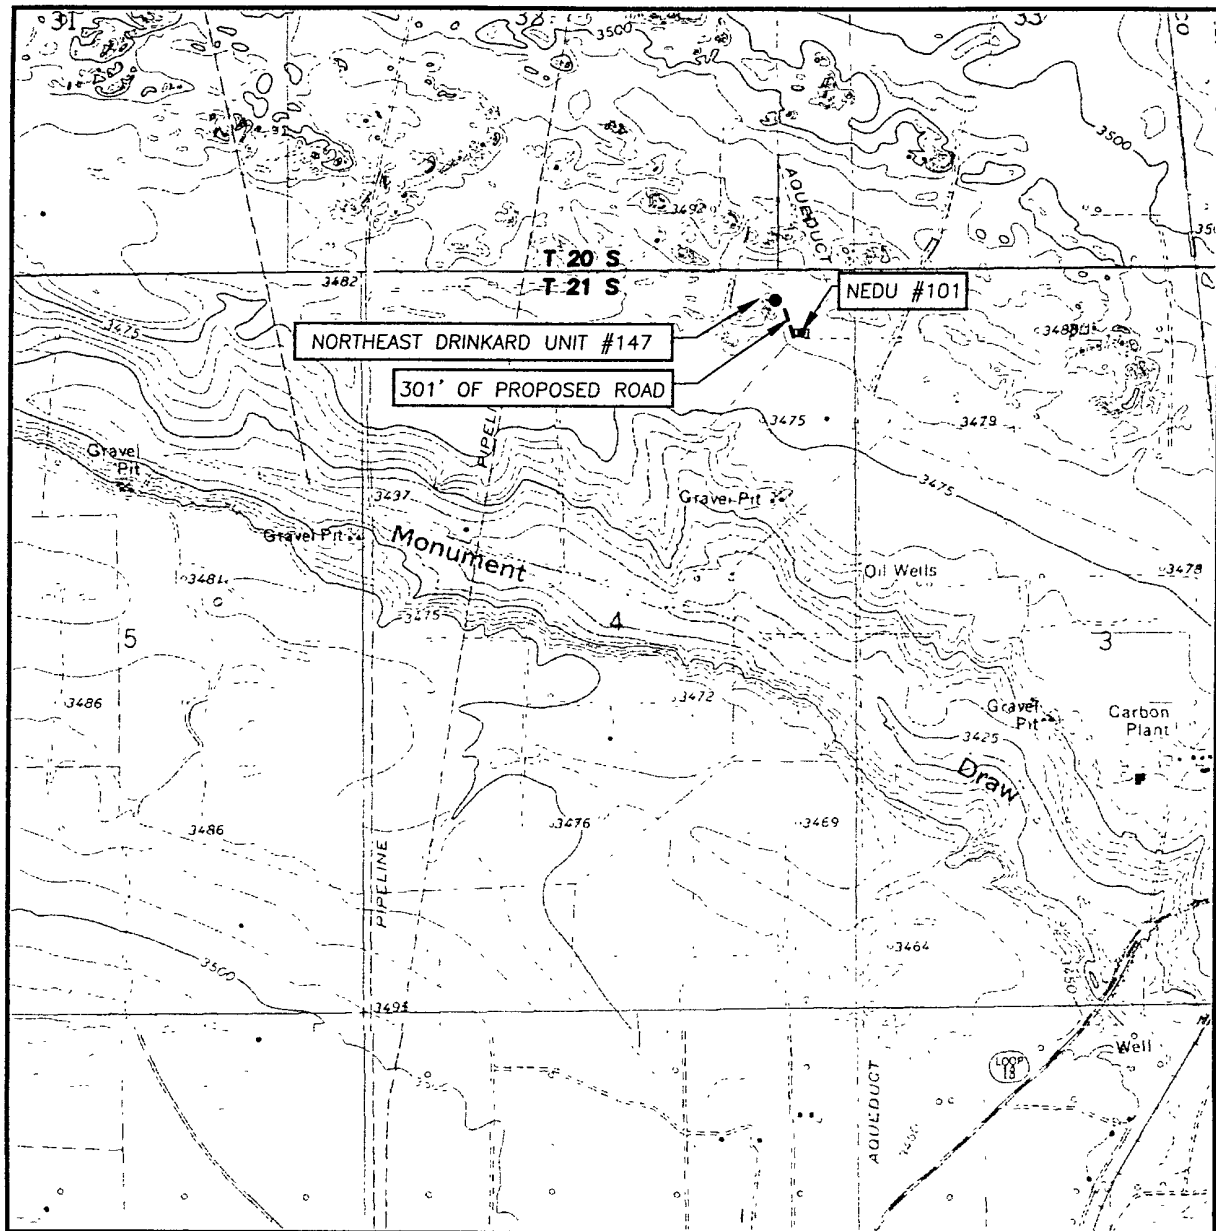 31
32
33
3500
3500
3492
AQUEDUCT
T 20 S
T 21 S
3482
NEDU #101
3475
NORTHEAST DRINKARD UNIT #147
301' OF PROPOSED ROAD
3475
3479
Gravel
Pit
3475
3437
Gravel Pit
Gravel Pit
Monument
Oil Wells
3481
3478
3475
4
5
3
3486
3472
Gravel
Pit
Carbon
Plant
3425
Draw
3486
3476
3469
PIPELINE
3464
3500
Well
LOOP
18
AQUEDUCT